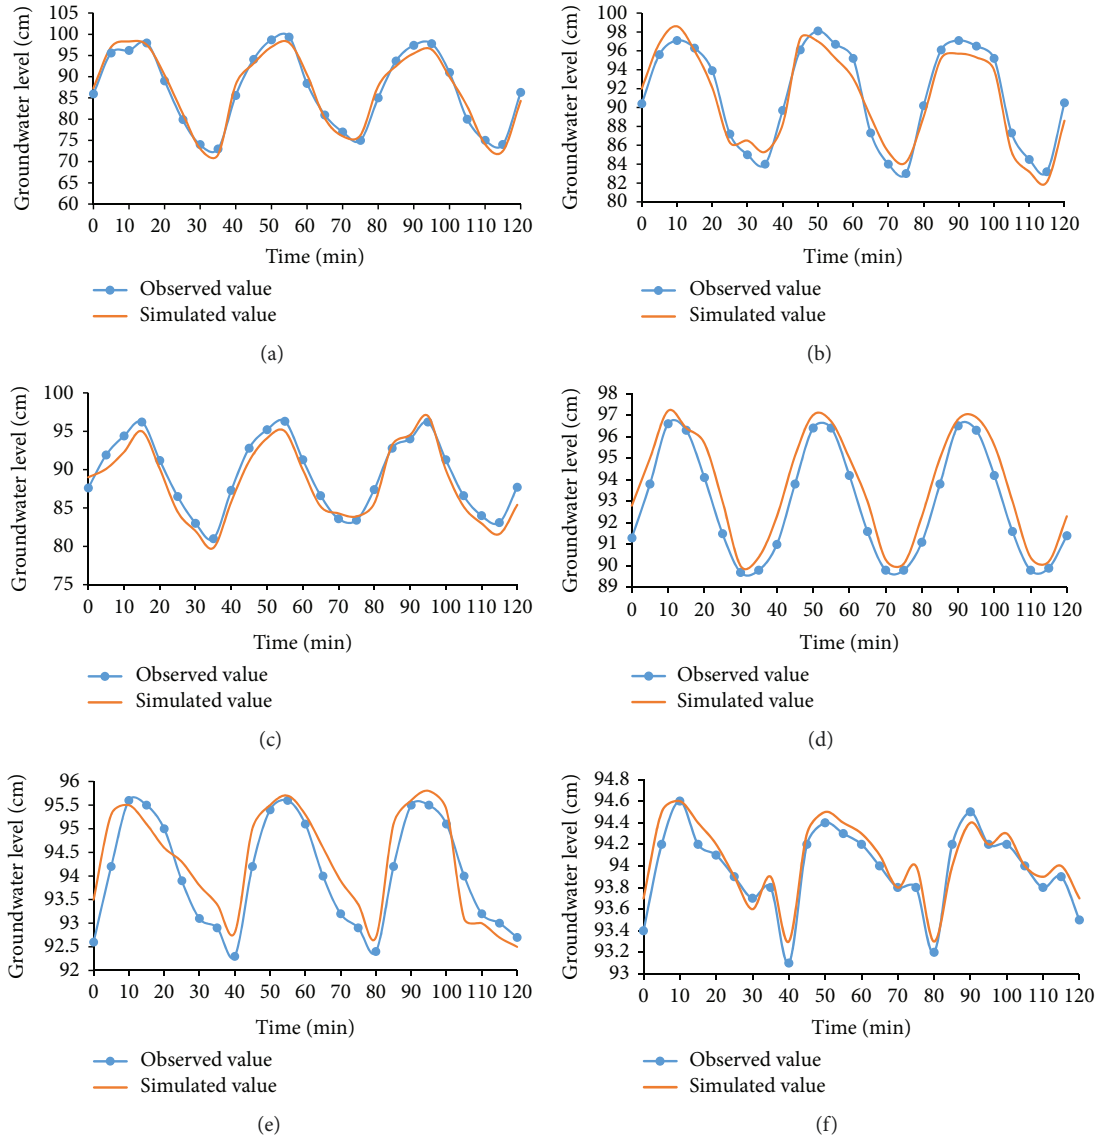 Groundwater level (cm)
105
100
95
90
85
80
75
70
65
60
0 10 20 30 40 50 60 70 80 90 100 110 120
Time (min)
Observed value
Simulated value
(a)
Groundwater level (cm)
100
98
96
94
92
90
88
86
84
82
80
0 10 20 30 40 50 60 70 80 90 100 110 120
Time (min)
Observed value
Simulated value
(b)
Groundwater level (cm)
100
95
90
85
80
75
0 10 20 30 40 50 60 70 80 90 100 110 120
Time (min)
Observed value
Simulated value
(c)
Groundwater level (cm)
98
97
96
95
94
93
92
91
90
89
0 10 20 30 40 50 60 70 80 90 100 110 120
Time (min)
Observed value
Simulated value
(d)
Groundwater level (cm)
96
95.5
95
94.5
94
93.5
93
92.5
92
0 10 20 30 40 50 60 70 80 90 100 110 120
Time (min)
Observed value
Simulated value
(e)
Groundwater level (cm)
94.8
94.6
94.4
94.2
94
93.8
93.6
93.4
93.2
93
0 10 20 30 40 50 60 70 80 90 100 110 120
Time (min)
Observed value
Simulated value
(f)